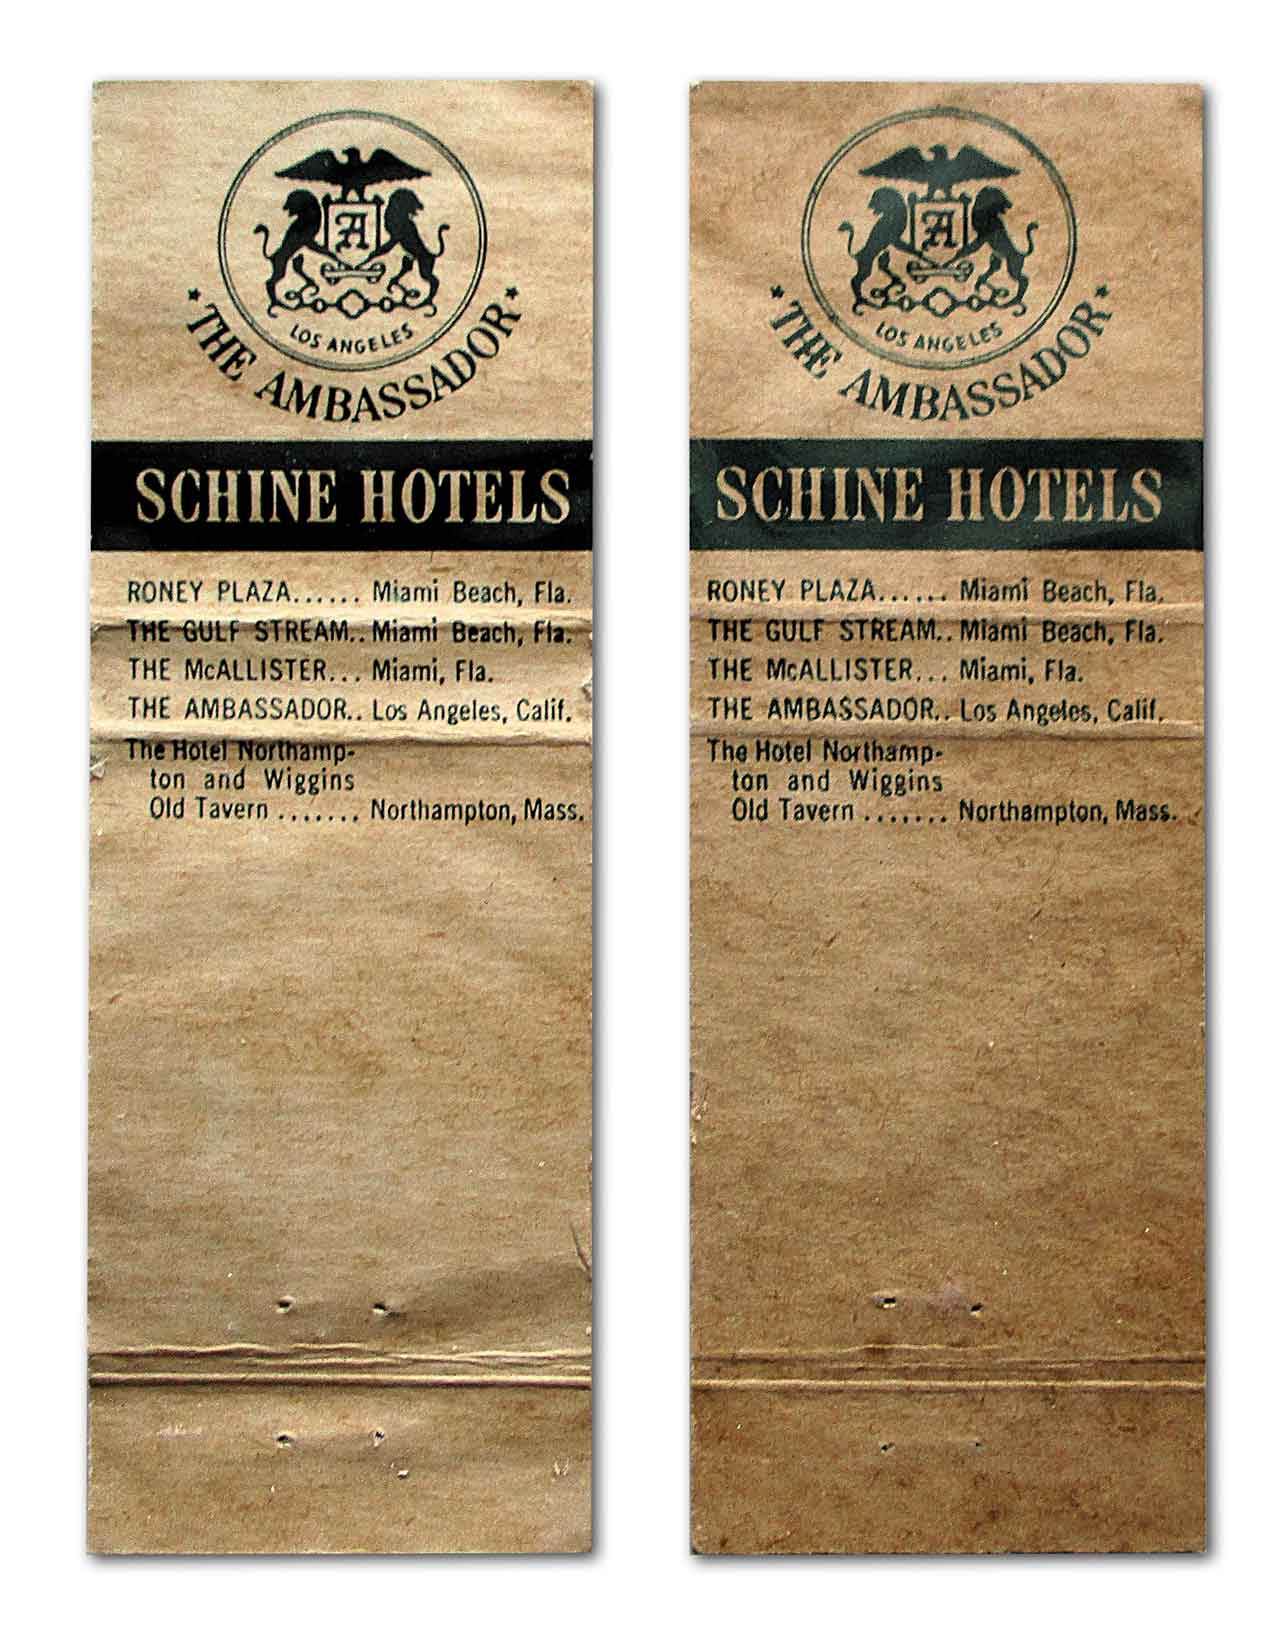 A
LOS ANGELES
* THE AMBASSADOR *
SCHINE HOTELS
RONEY PLAZA...... Miami Beach, Fla.
THE GULF STREAM.. Miami Beach, Fla.
THE McALLISTER... Miami, Fla.
THE AMBASSADOR.. Los Angeles, Calif.
The Hotel Northamp-
ton and Wiggins
Old Tavern ....... Northampton, Mass.
A
LOS ANGELES
* THE AMBASSADOR *
SCHINE HOTELS
RONEY PLAZA...... Miami Beach, Fla.
THE GULF STREAM.. Miami Beach, Fla.
THE McALLISTER... Miami, Fla.
THE AMBASSADOR.. Los Angeles, Calif.
The Hotel Northamp-
ton and Wiggins
Old Tavern ....... Northampton, Mass.